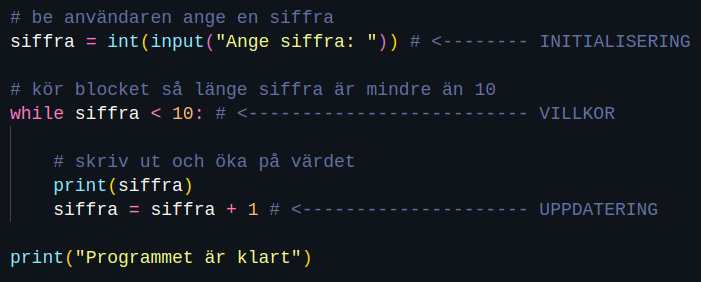 # be användaren ange en siffra
siffra = int(input("Ange siffra: ")) # <-------- INITIALISERING
# kör blocket så länge siffra är mindre än 10
while siffra < 10: # <-------------------------- VILLKOR
# skriv ut och öka på värdet
print(siffra)
siffra = siffra + 1 # <--------------------- UPPDATERING
print("Programmet är klart")